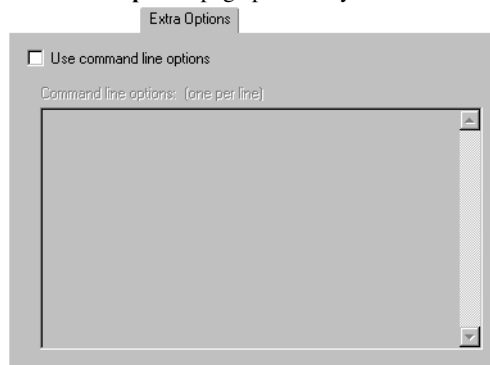 Extra Options
Use command line options
Command line options: (one per line)